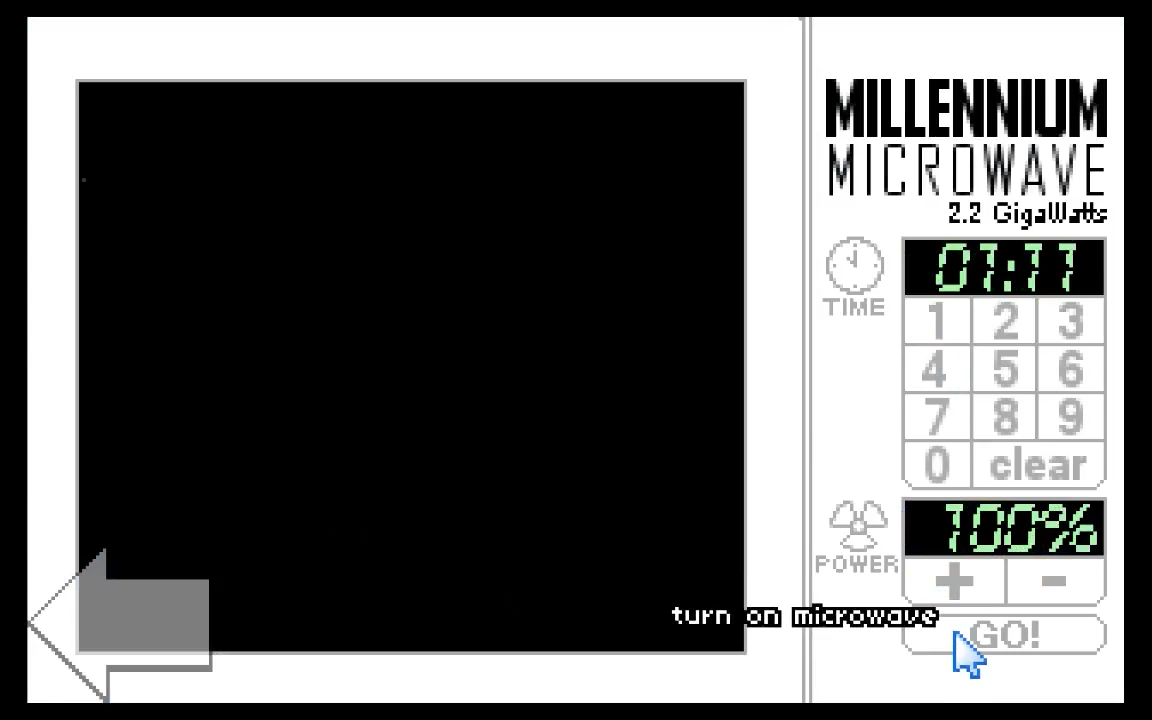 MILLENNIUM
MICROWAVE
2.2 GigaWatts
01:11
TIME
1 2 3
4 5 6
7 8 9
0 clear
100%
POWER
+ -
turn on microwave
GO!